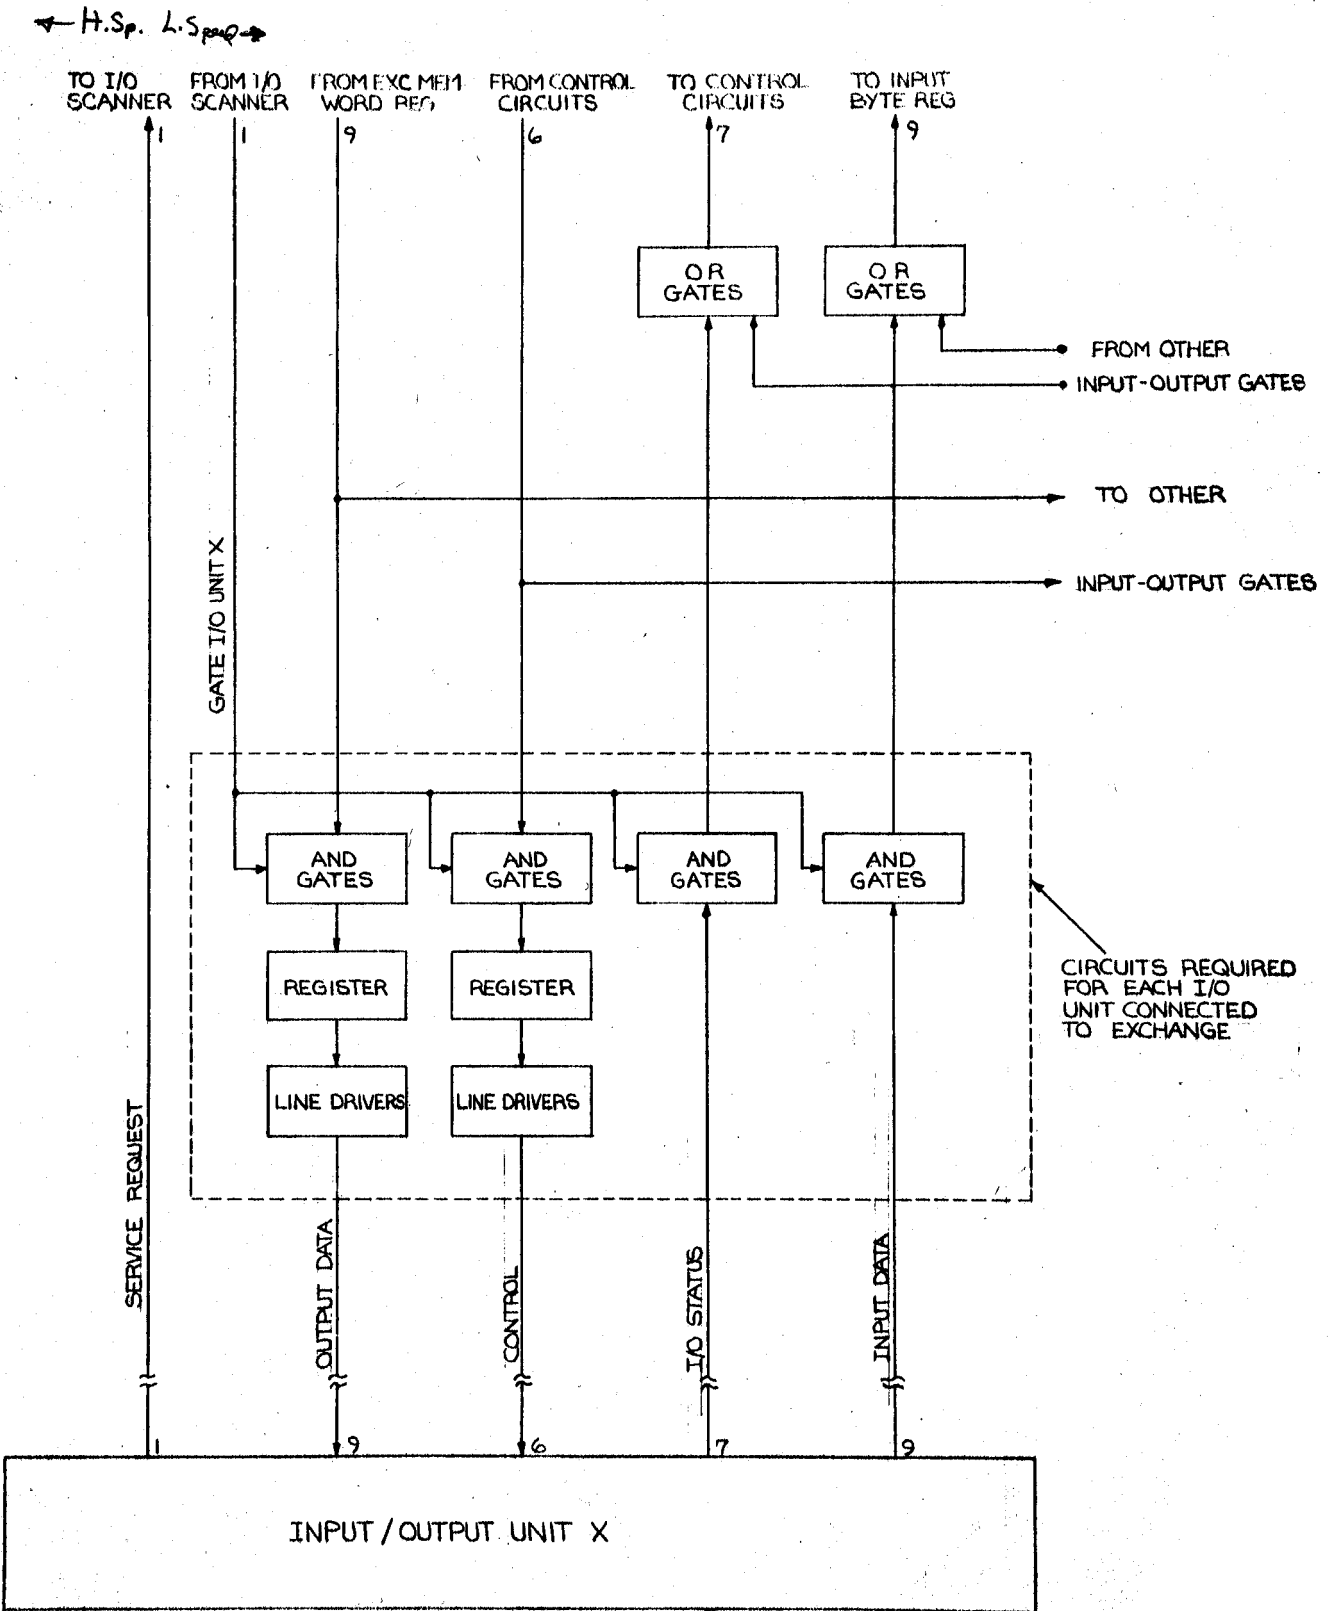 H.Sp. L.Speed
TO I/O
SCANNER
1
FROM I/O
SCANNER
1
FROM EXC MEM
WORD REG
9
FROM CONTROL
CIRCUITS
6
TO CONTROL
CIRCUITS
7
TO INPUT
BYTE REG
9
OR
GATES
OR
GATES
FROM OTHER
INPUT-OUTPUT GATES
TO OTHER
INPUT-OUTPUT GATES
GATE I/O UNIT X
AND
GATES
AND
GATES
AND
GATES
AND
GATES
REGISTER
REGISTER
LINE DRIVERS
LINE DRIVERS
CIRCUITS REQUIRED
FOR EACH I/O
UNIT CONNECTED
TO EXCHANGE
SERVICE REQUEST
OUTPUT DATA
CONTROL
I/O STATUS
INPUT DATA
1
9
6
7
9
INPUT/OUTPUT UNIT X